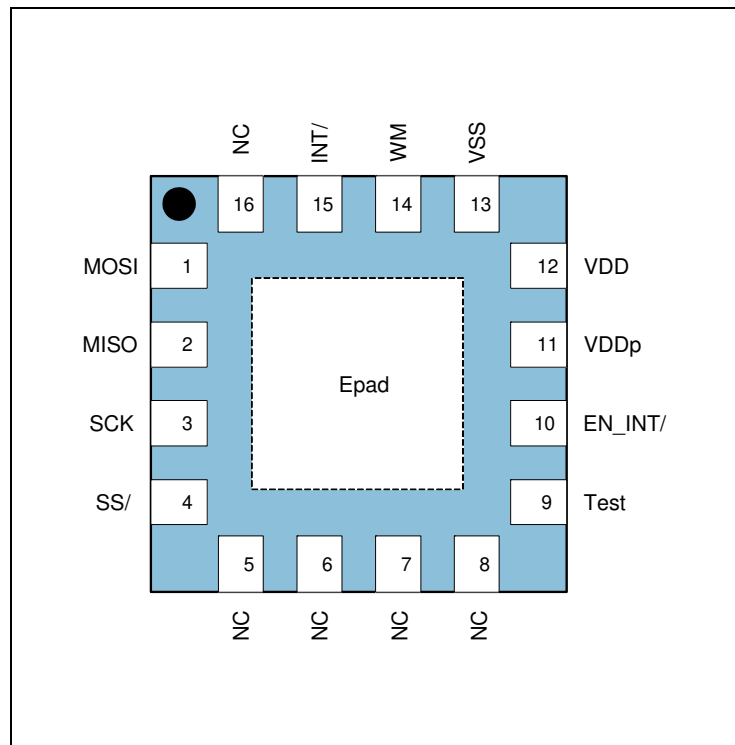 NC INT/ WM VSS
16 15 14 13
MOSI 1 12 VDD
MISO 2 11 VDDp
Epad
SCK 3 10 EN_INT/
SS/ 4 9 Test
5 6 7 8
NC NC NC NC